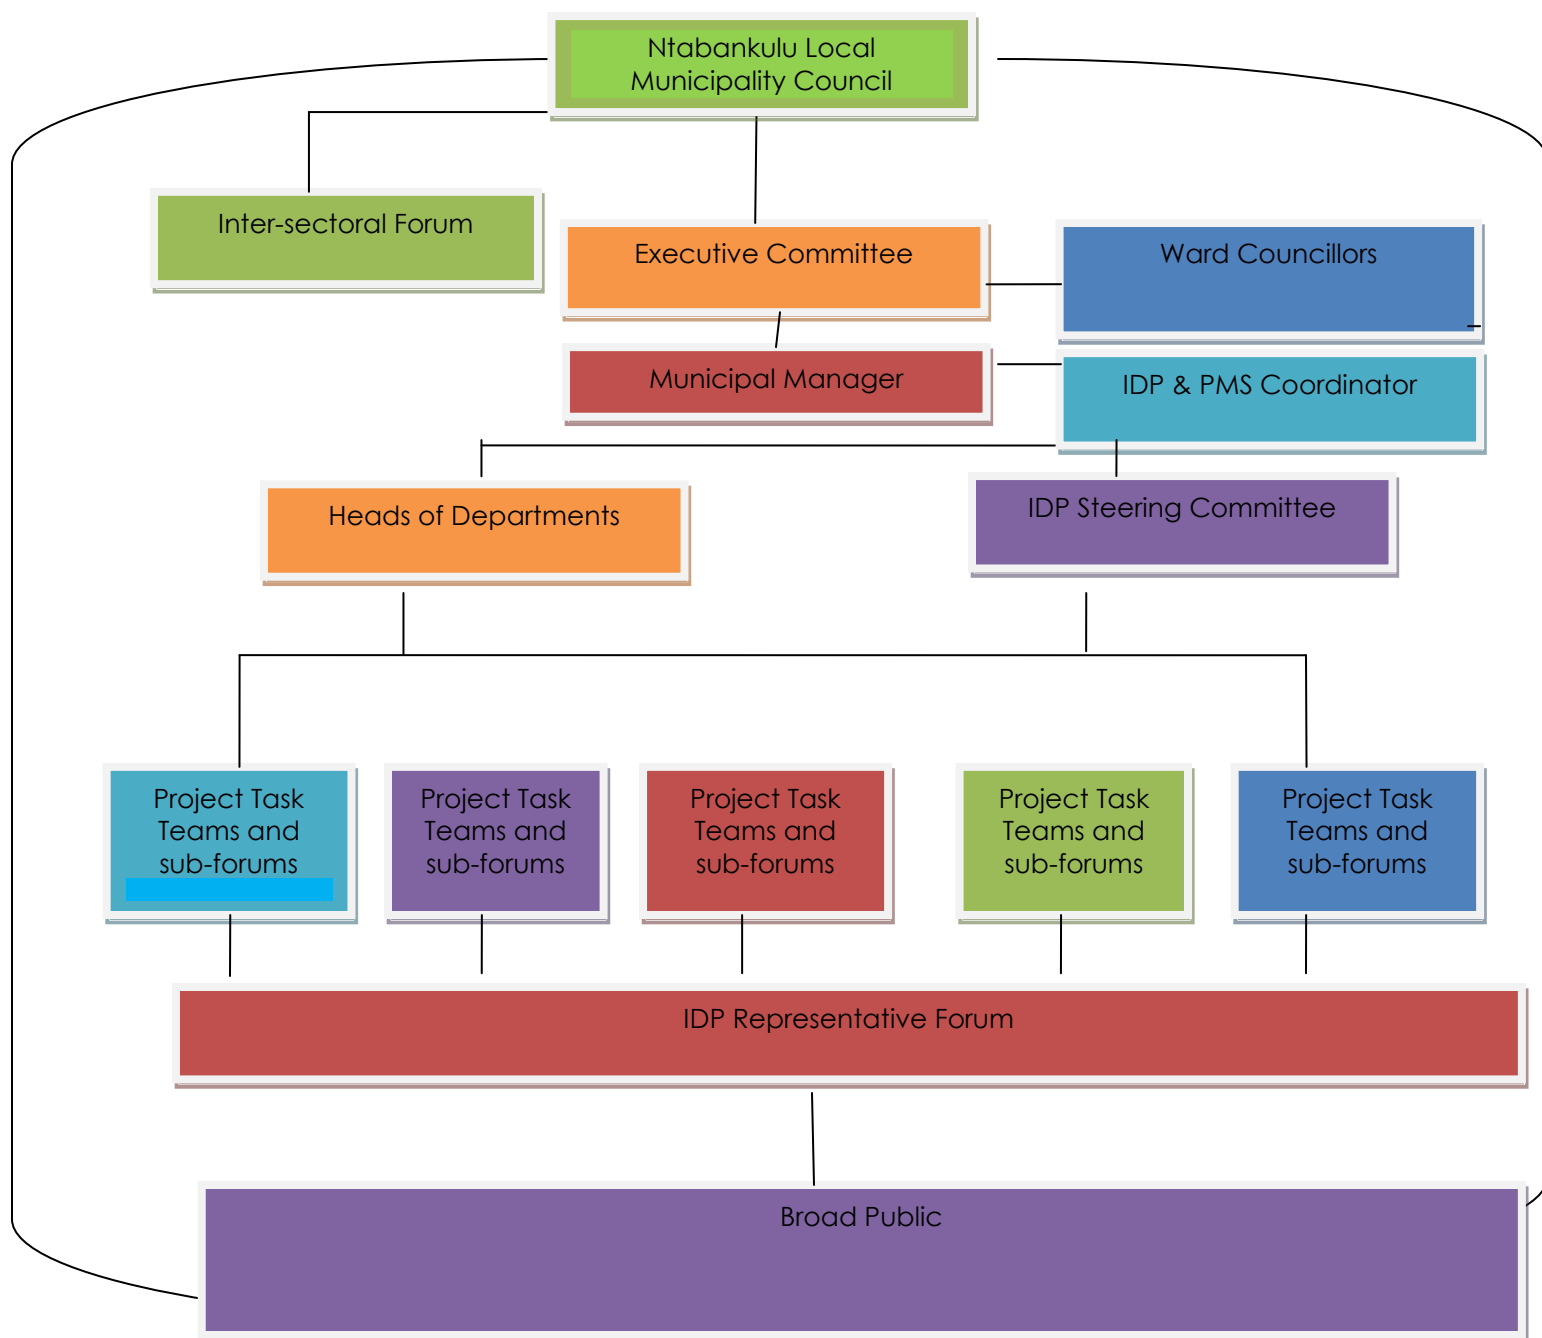 Ntabankulu Local
Municipality Council
Inter-sectoral Forum
Executive Committee
Ward Councillors
Municipal Manager
IDP & PMS Coordinator
Heads of Departments
IDP Steering Committee
Project Task
Teams and
sub-forums
Project Task
Teams and
sub-forums
Project Task
Teams and
sub-forums
Project Task
Teams and
sub-forums
Project Task
Teams and
sub-forums
IDP Representative Forum
Broad Public